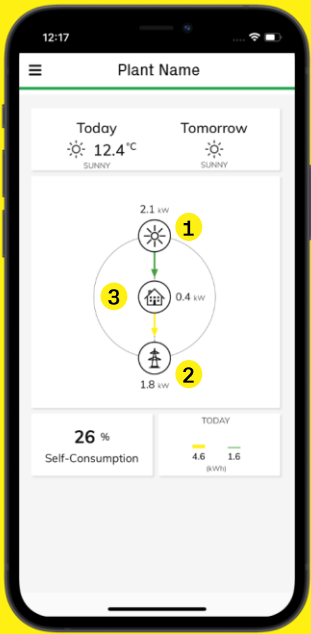 12:17
Plant Name
Today
Tomorrow
12.4°C
SUNNY
SUNNY
2.1 kW
1
3
0.4 kW
2
1.8 kW
26 %
Self-Consumption
TODAY
4.6 1.6
(kWh)